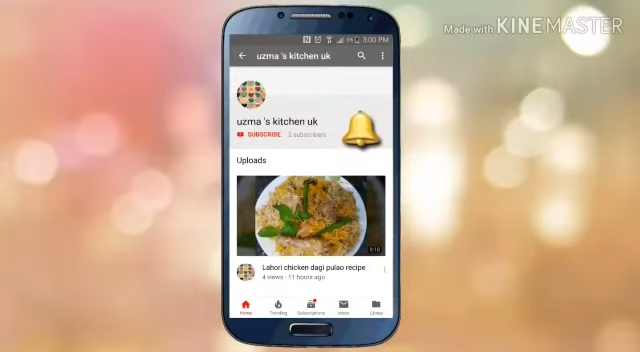 Made with KINEMASTER
3:00 PM
uzma 's kitchen uk
uzma 's kitchen uk
SUBSCRIBE 2 subscribers
Uploads
9:18
Lahori chicken dagi pulao recipe
4 views · 11 hours ago
Home Trending Subscriptions Inbox Library